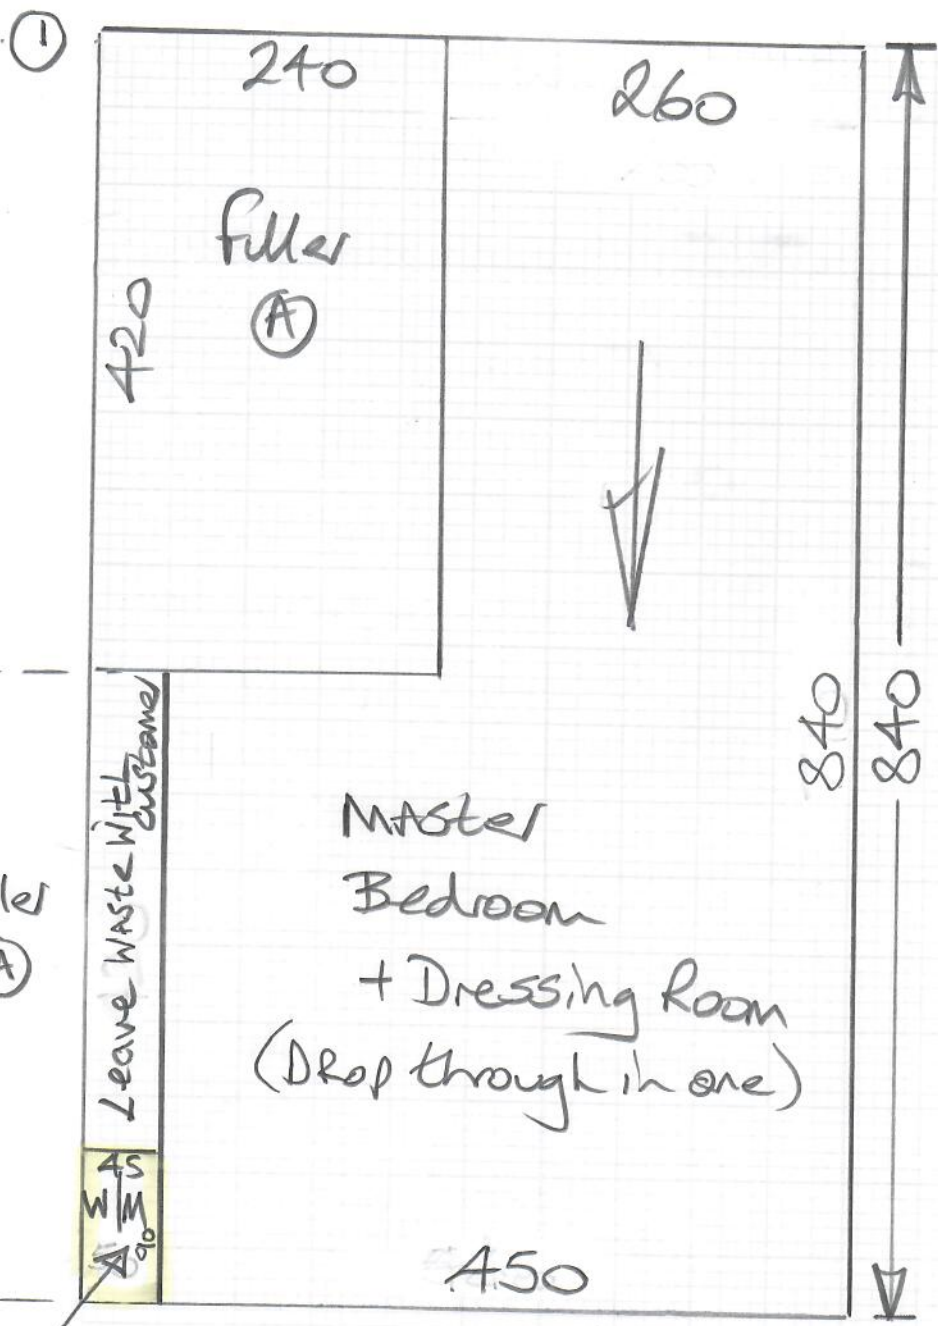 1
240
260
Filler
A
420
Leave Waste With
Customer
840
840
Master
Bedroom
+ Dressing Room
(Drop through in one)
45
90
450